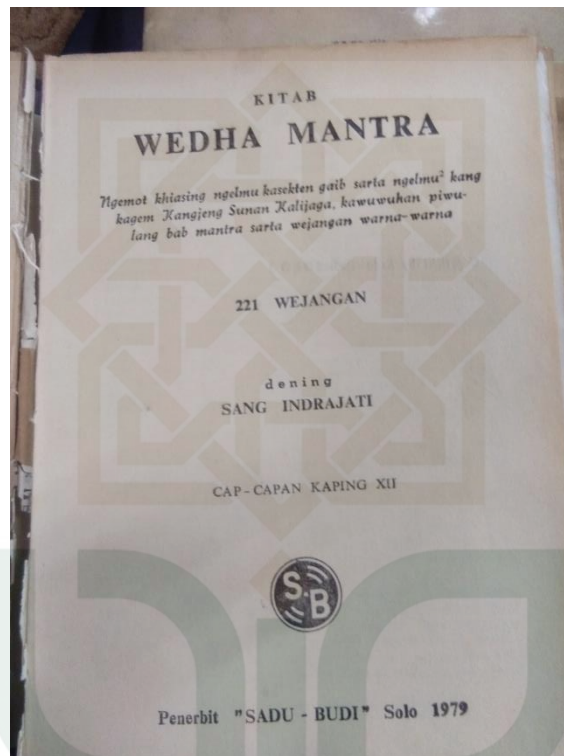 KITAB
WEDHA MANTRA
Ngemot khiasing ngelmu kasekten gaib sarta ngelmu² kang
kagem Kangjeng Sunan Kalijaga, kawuwuhan piwu-
lang bab mantra sarta wejangan warna-warna
221 WEJANGAN
dening
SANG INDRAJATI
CAP-CAPAN KAPING XII
S.B
Penerbit "SADU - BUDI" Solo 1979